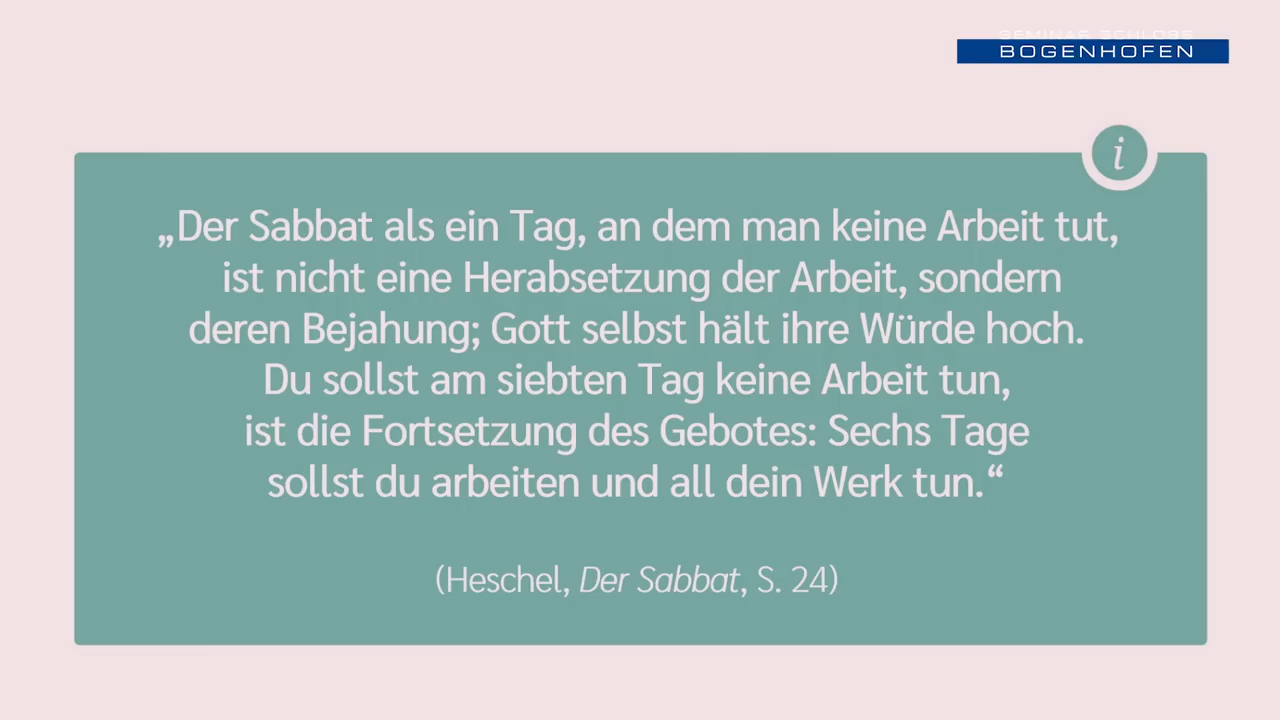 SEMINAR SCHLOSS
BOGENHOFEN
i
„Der Sabbat als ein Tag, an dem man keine Arbeit tut,
ist nicht eine Herabsetzung der Arbeit, sondern
deren Bejahung; Gott selbst hält ihre Würde hoch.
Du sollst am siebten Tag keine Arbeit tun,
ist die Fortsetzung des Gebotes: Sechs Tage
sollst du arbeiten und all dein Werk tun.“
(Heschel, Der Sabbat, S. 24)